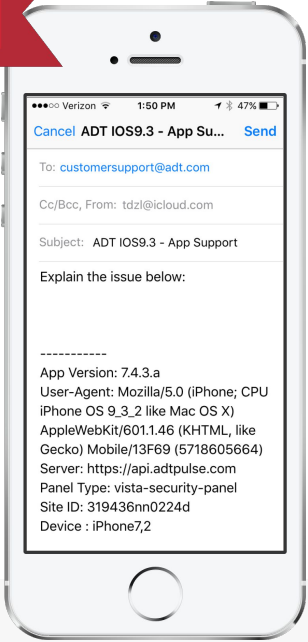 ●●●○○ Verizon 1:50 PM 47%
Cancel ADT IOS9.3 - App Su... Send
To: customersupport@adt.com
Cc/Bcc, From: tdzl@icloud.com
Subject: ADT IOS9.3 - App Support
Explain the issue below:
-----------
App Version: 7.4.3.a
User-Agent: Mozilla/5.0 (iPhone; CPU
iPhone OS 9_3_2 like Mac OS X)
AppleWebKit/601.1.46 (KHTML, like
Gecko) Mobile/13F69 (5718605664)
Server: https://api.adtpulse.com
Panel Type: vista-security-panel
Site ID: 319436nn0224d
Device : iPhone7,2